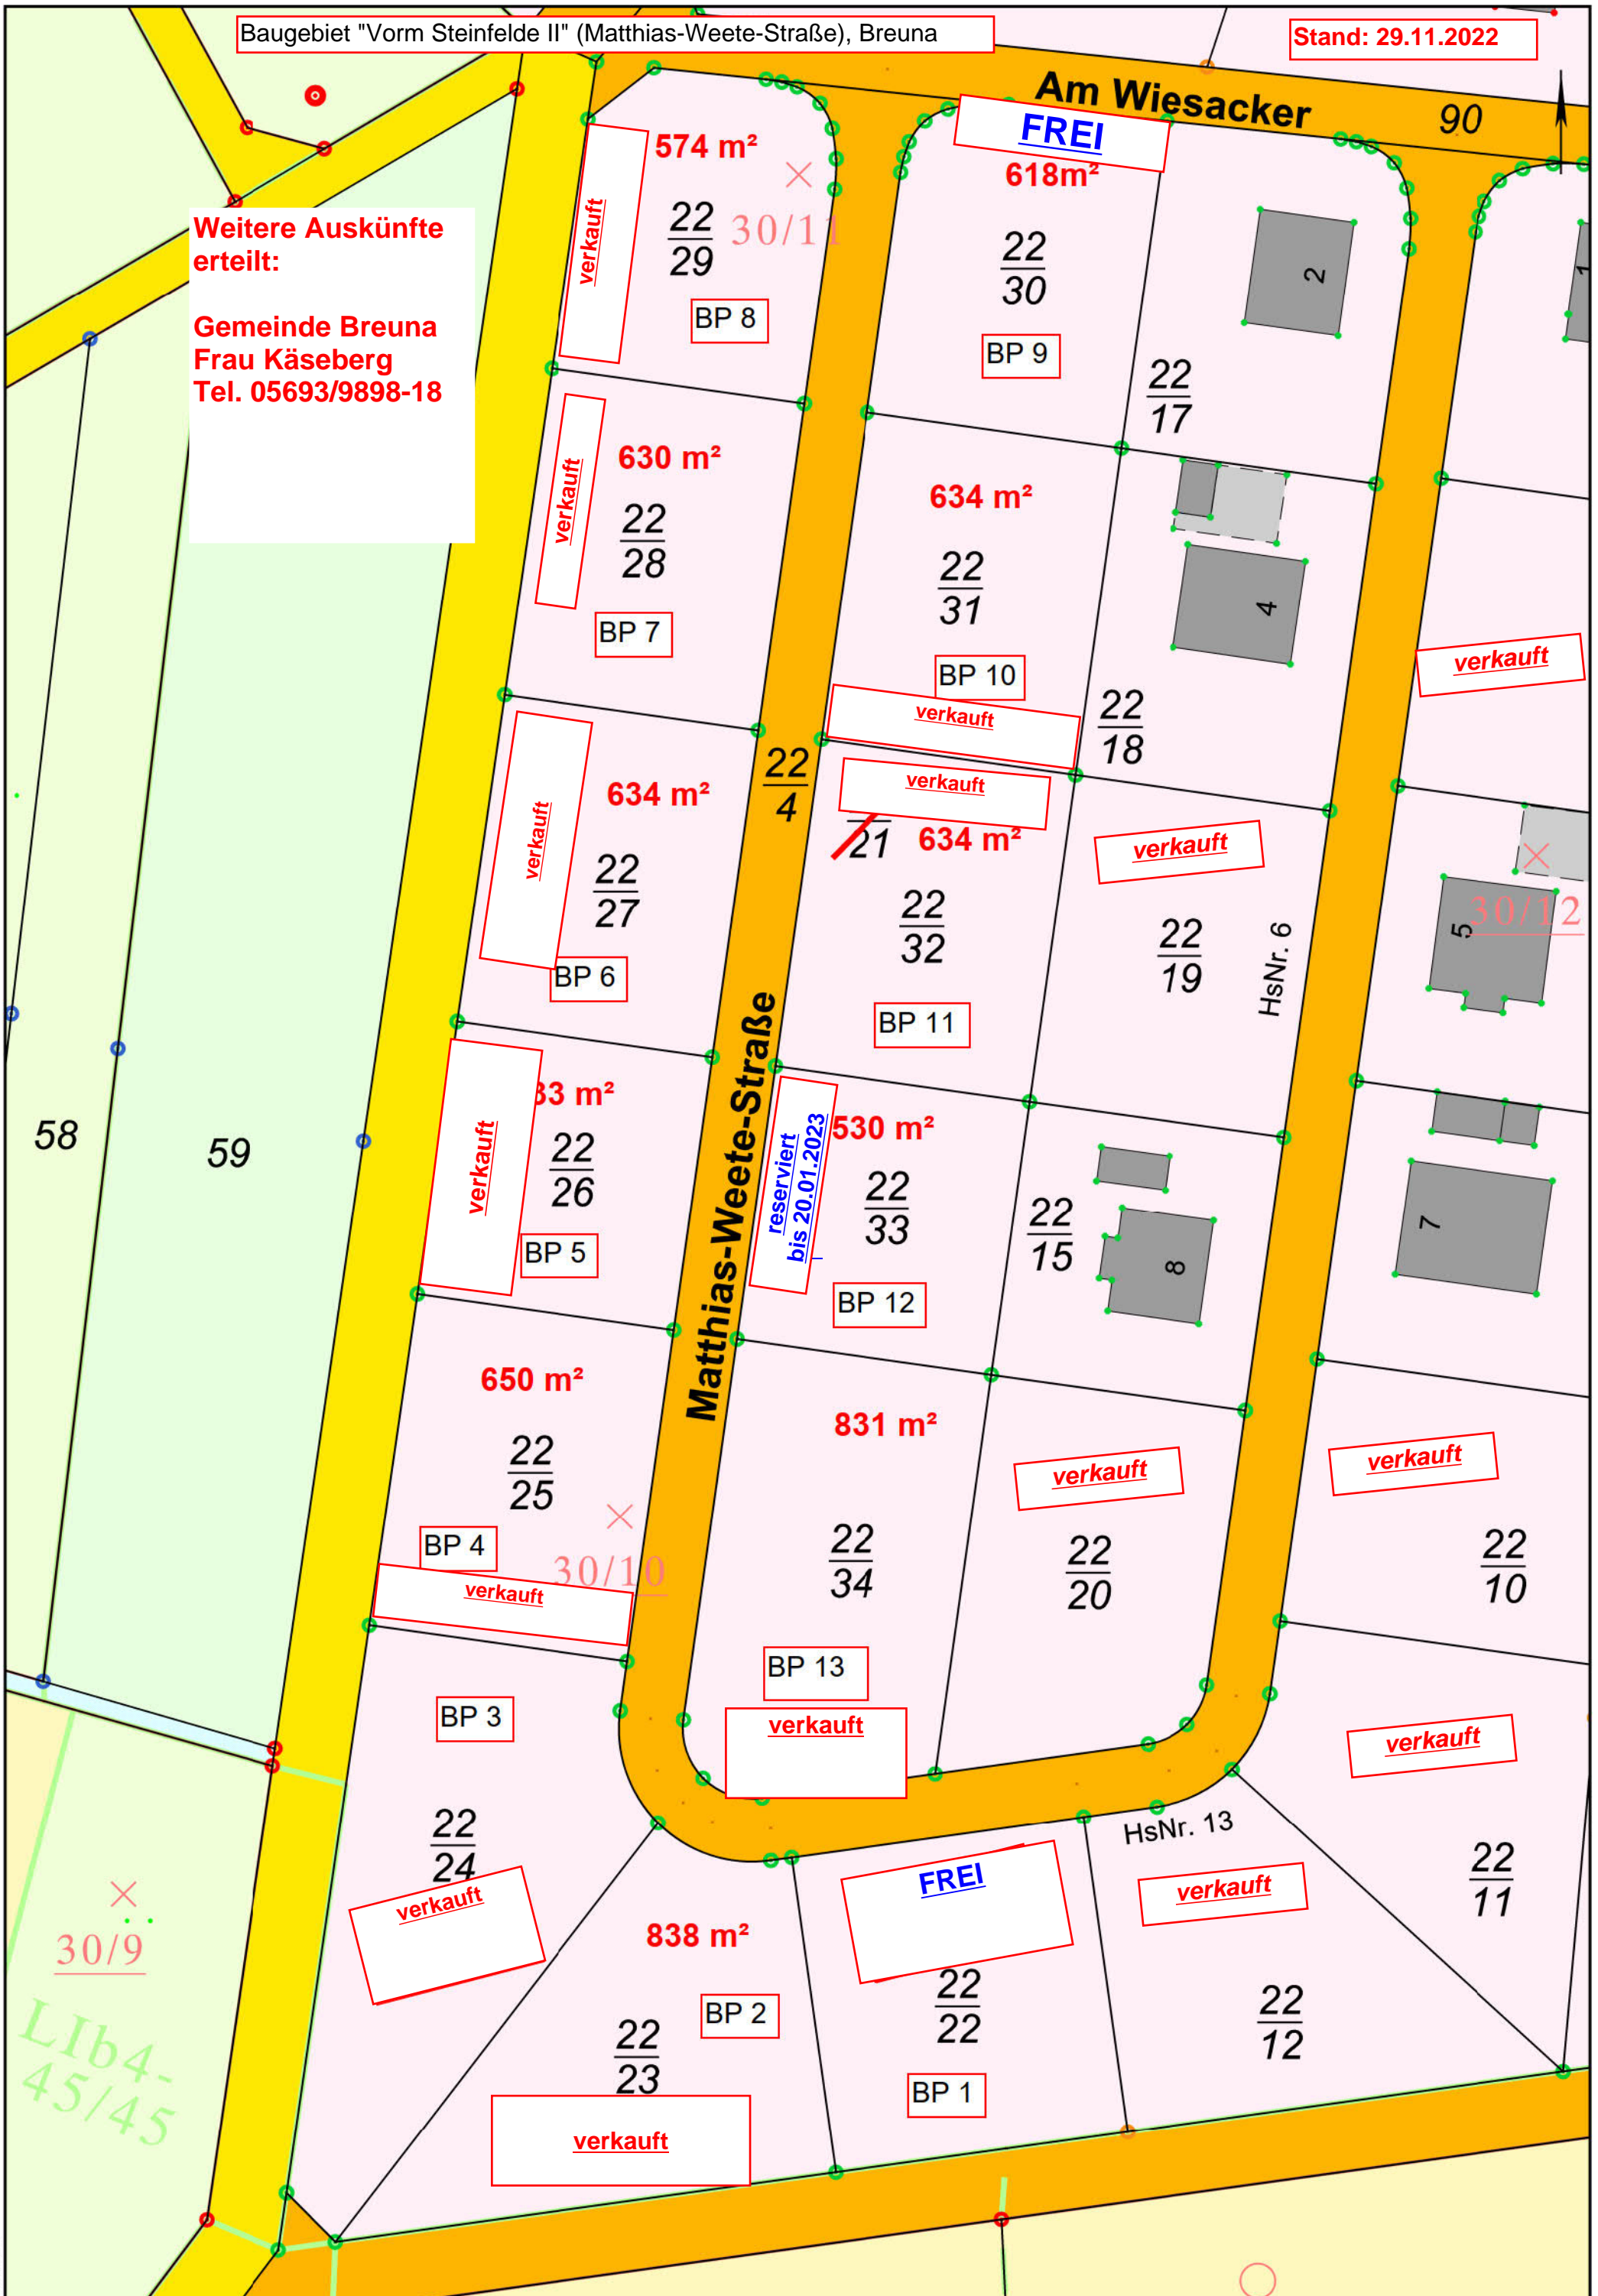 Baugebiet "Vorm Steinfelde II" (Matthias-Weete-Straße), Breuna
Stand: 29.11.2022
Am Wiesacker
90
FREI
618m²
22
30
BP 9
574 m²
verkauft
22
29
30/11
BP 8
Weitere Auskünfte
erteilt:
Gemeinde Breuna
Frau Käseberg
Tel. 05693/9898-18
2
1
22
17
630 m²
verkauft
22
28
BP 7
634 m²
22
31
BP 10
verkauft
4
22
18
verkauft
634 m²
verkauft
22
27
BP 6
22
4
verkauft
21
634 m²
22
32
BP 11
verkauft
22
19
HsNr. 6
5
30/12
Matthias-Weete-Straße
58
59
33 m²
verkauft
22
26
BP 5
reserviert
bis 20.01.2023
530 m²
22
33
BP 12
22
15
8
7
650 m²
22
25
BP 4
verkauft
30/10
831 m²
22
34
BP 13
verkauft
verkauft
22
20
verkauft
22
10
BP 3
22
24
verkauft
838 m²
BP 2
22
23
verkauft
FREI
22
22
BP 1
HsNr. 13
verkauft
22
12
verkauft
22
11
30/9
LIb4-
45/45